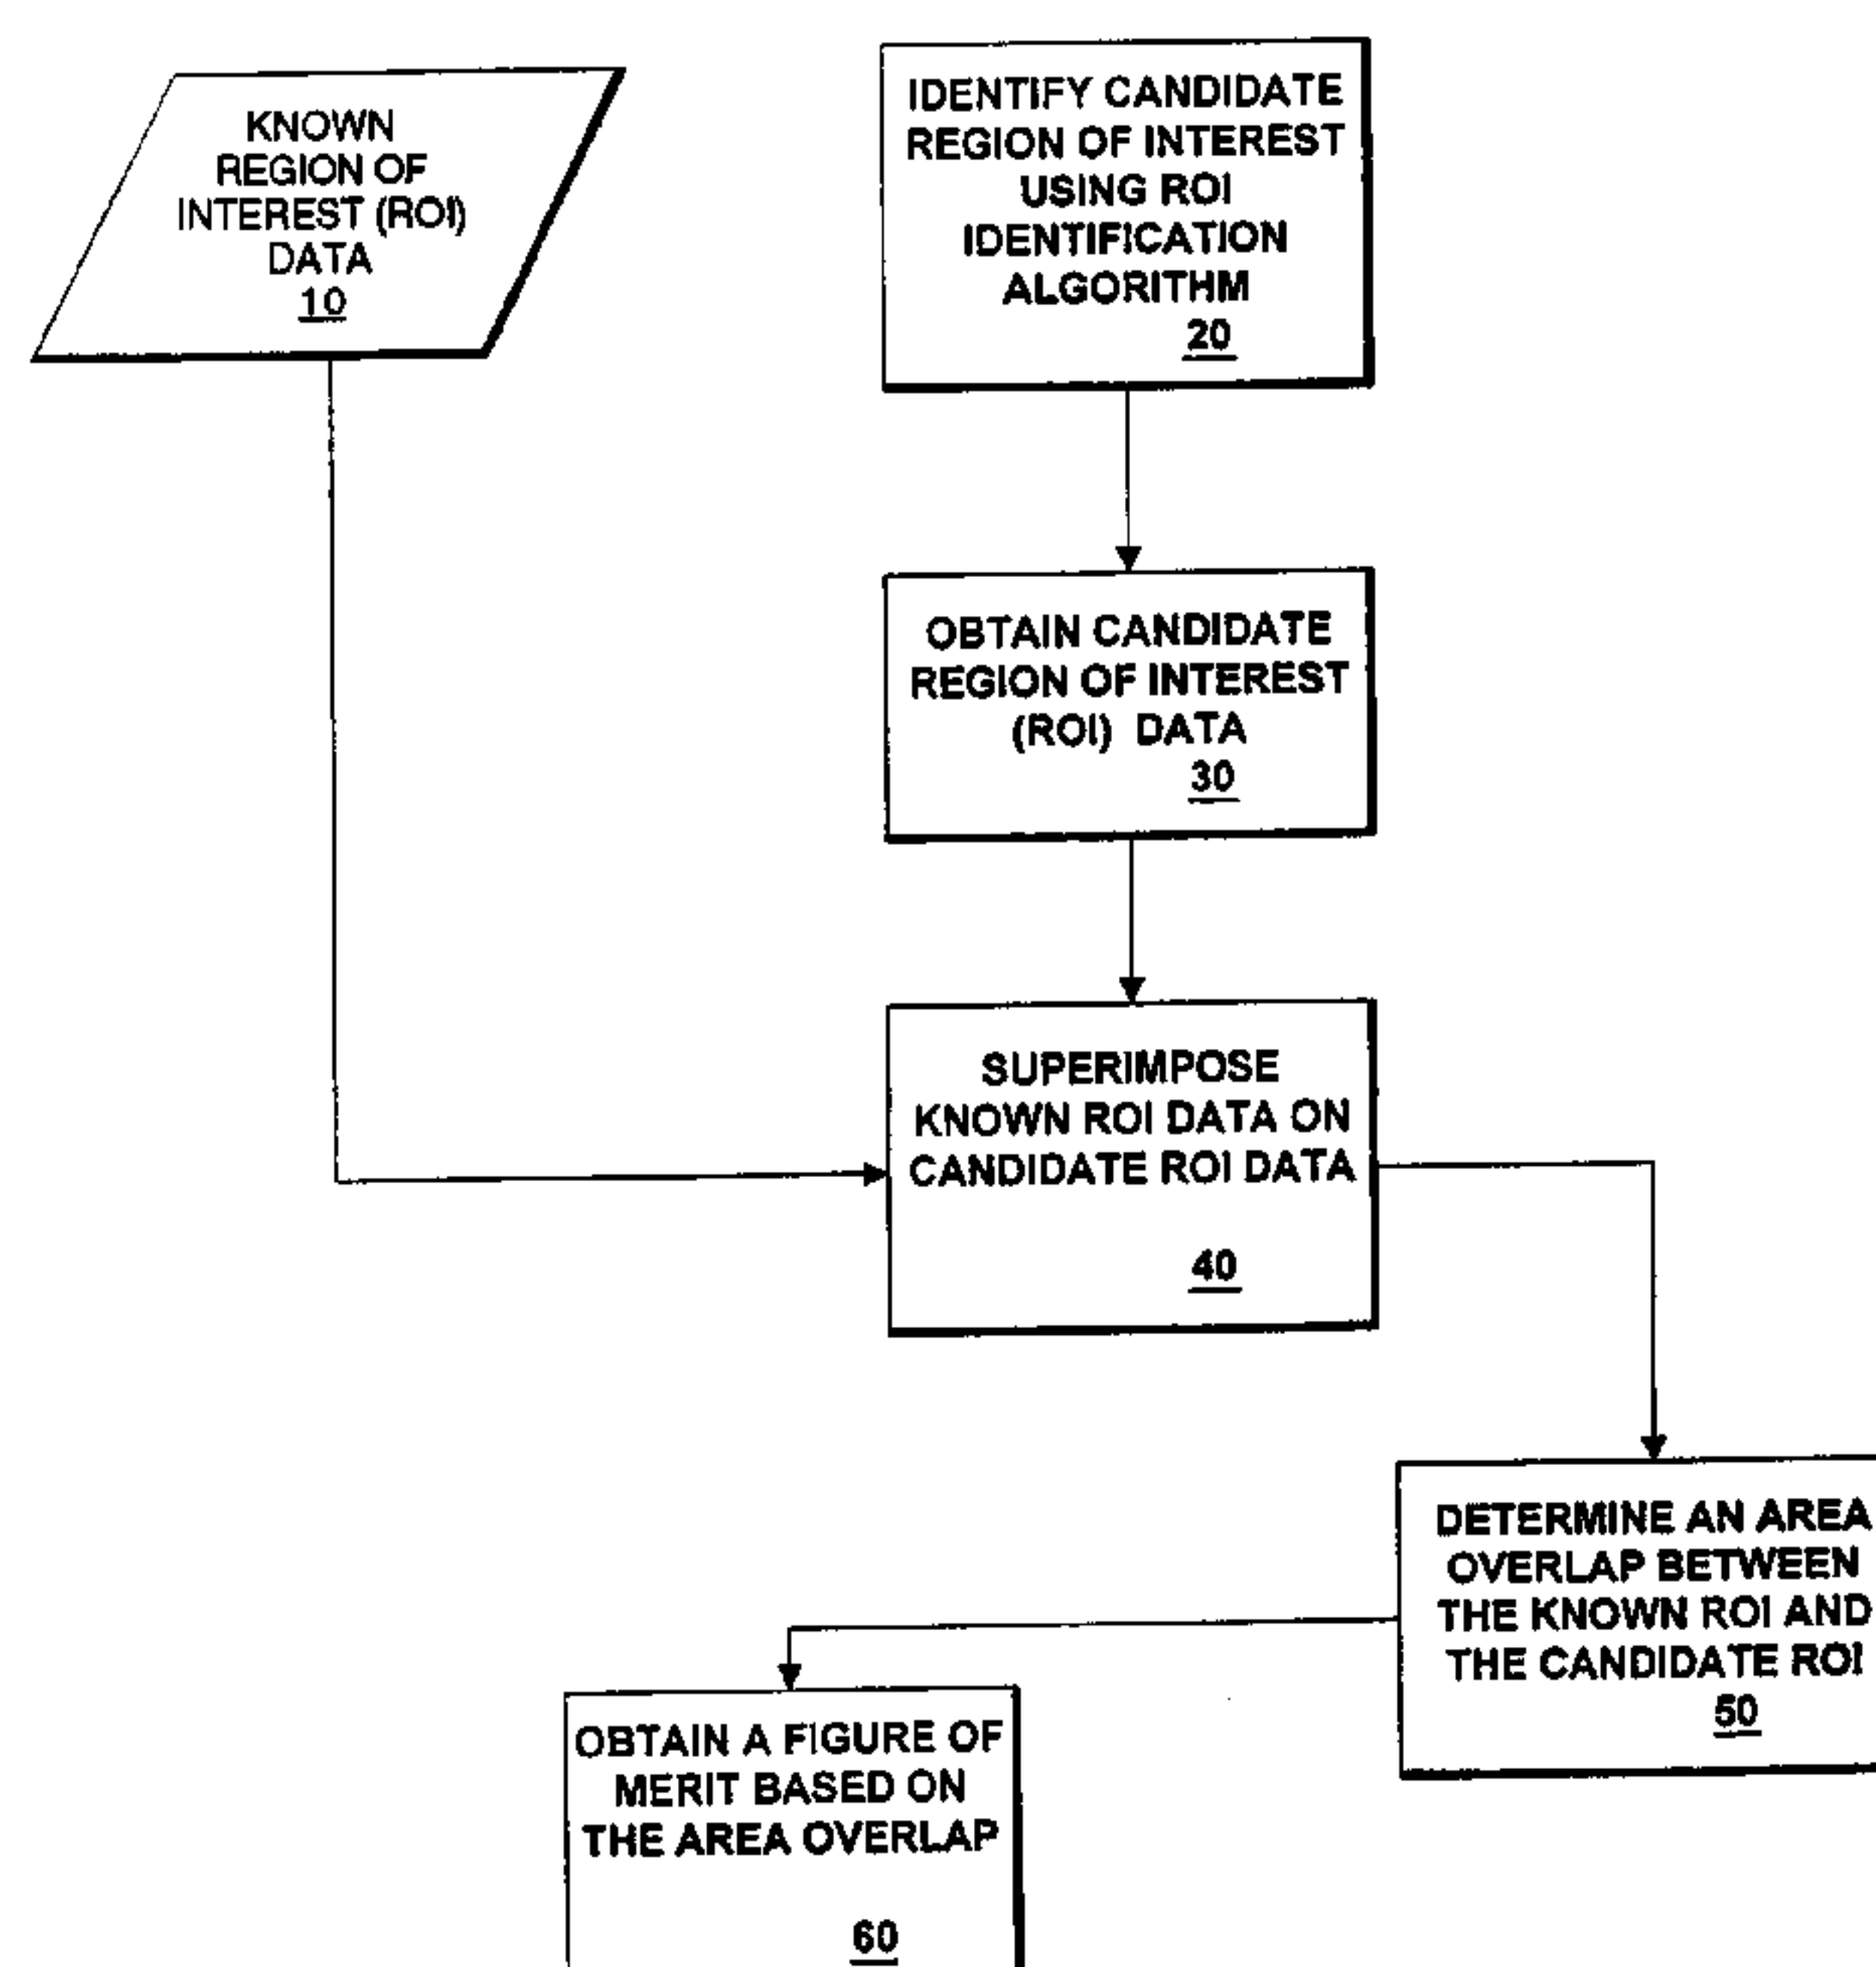 KNOWN
REGION OF
INTEREST (ROI)
DATA
10
IDENTIFY CANDIDATE
REGION OF INTEREST
USING ROI
IDENTIFICATION
ALGORITHM
20
OBTAIN CANDIDATE
REGION OF INTEREST
(ROI) DATA
30
SUPERIMPOSE
KNOWN ROI DATA ON
CANDIDATE ROI DATA
40
DETERMINE AN AREA
OVERLAP BETWEEN
THE KNOWN ROI AND
THE CANDIDATE ROI
50
OBTAIN A FIGURE OF
MERIT BASED ON
THE AREA OVERLAP
60